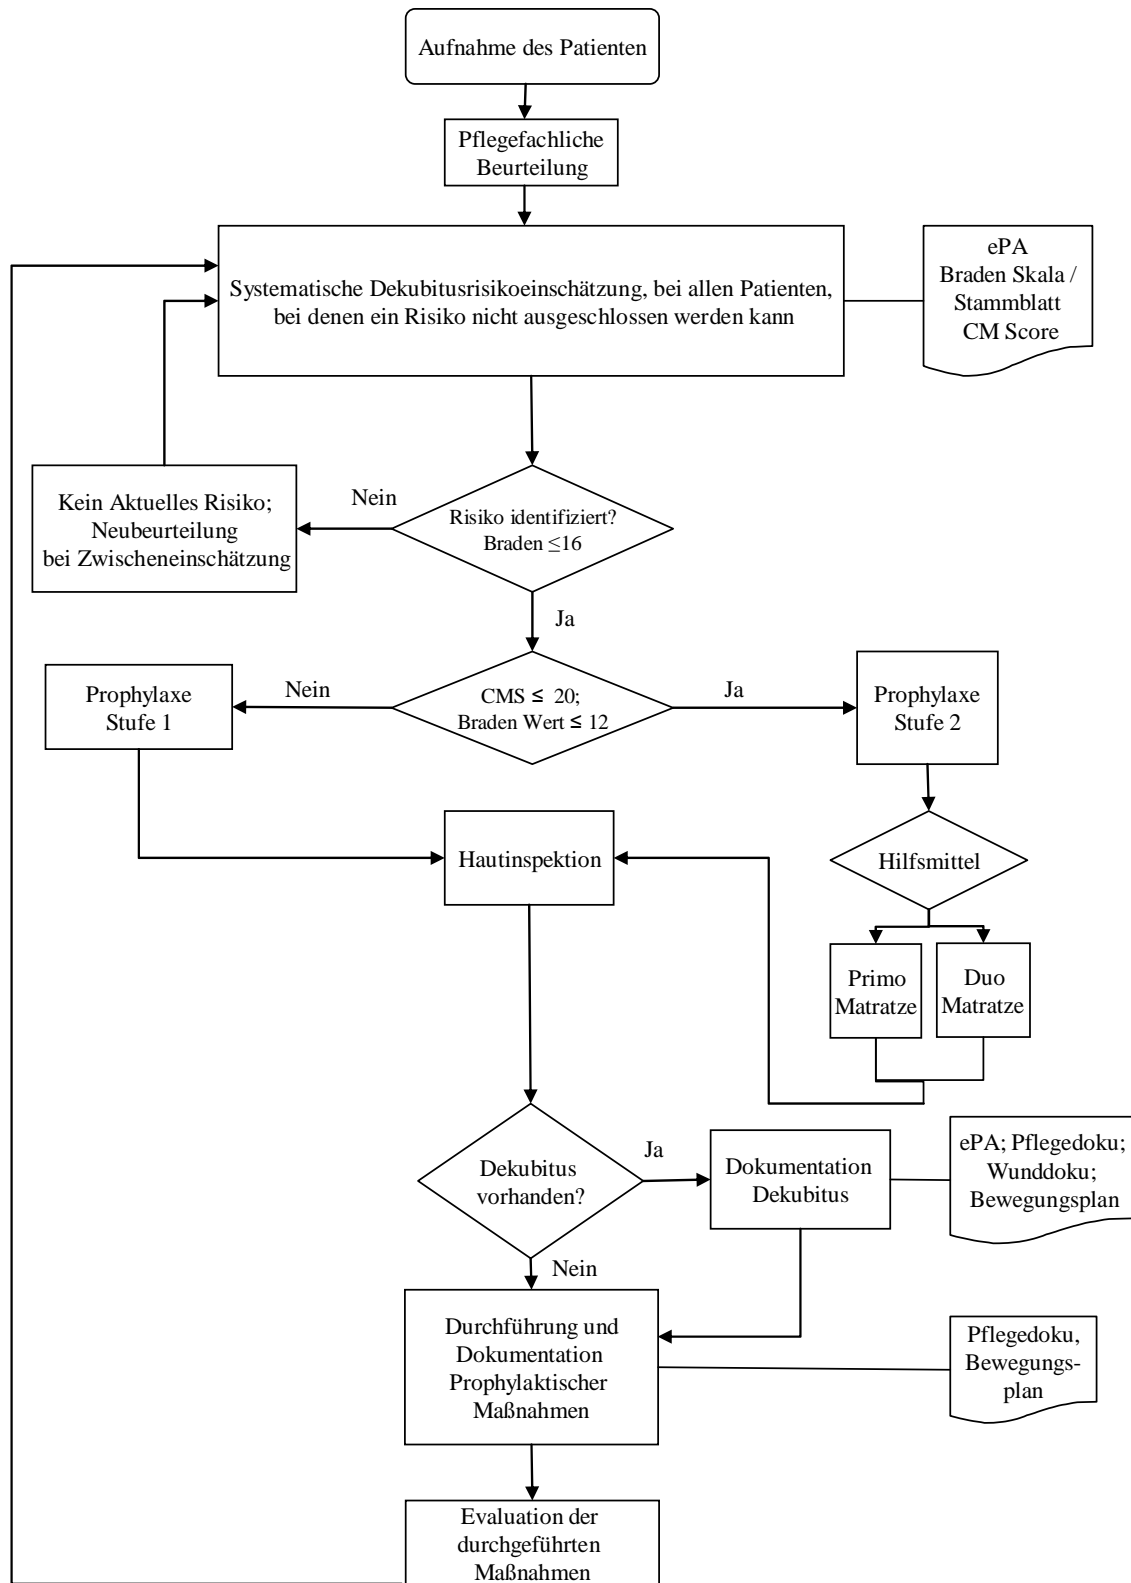 Aufnahme des Patienten
Pflegefachliche
Beurteilung
Systematische Dekubitusrisikoeinschätzung, bei allen Patienten,
bei denen ein Risiko nicht ausgeschlossen werden kann
ePA
Braden Skala /
Stammblatt
CM Score
Kein Aktuelles Risiko;
Neubeurteilung
bei Zwischeneinschätzung
Nein
Risiko identifiziert?
Braden ≤16
Ja
Prophylaxe
Stufe 1
Nein
CMS ≤ 20;
Braden Wert ≤ 12
Ja
Prophylaxe
Stufe 2
Hautinspektion
Hilfsmittel
Primo
Matratze
Duo
Matratze
Dekubitus
vorhanden?
Ja
Dokumentation
Dekubitus
ePA; Pflegedoku;
Wunddoku;
Bewegungsplan
Nein
Durchführung und
Dokumentation
Prophylaktischer
Maßnahmen
Pflegedoku,
Bewegungs-
plan
Evaluation der
durchgeführten
Maßnahmen